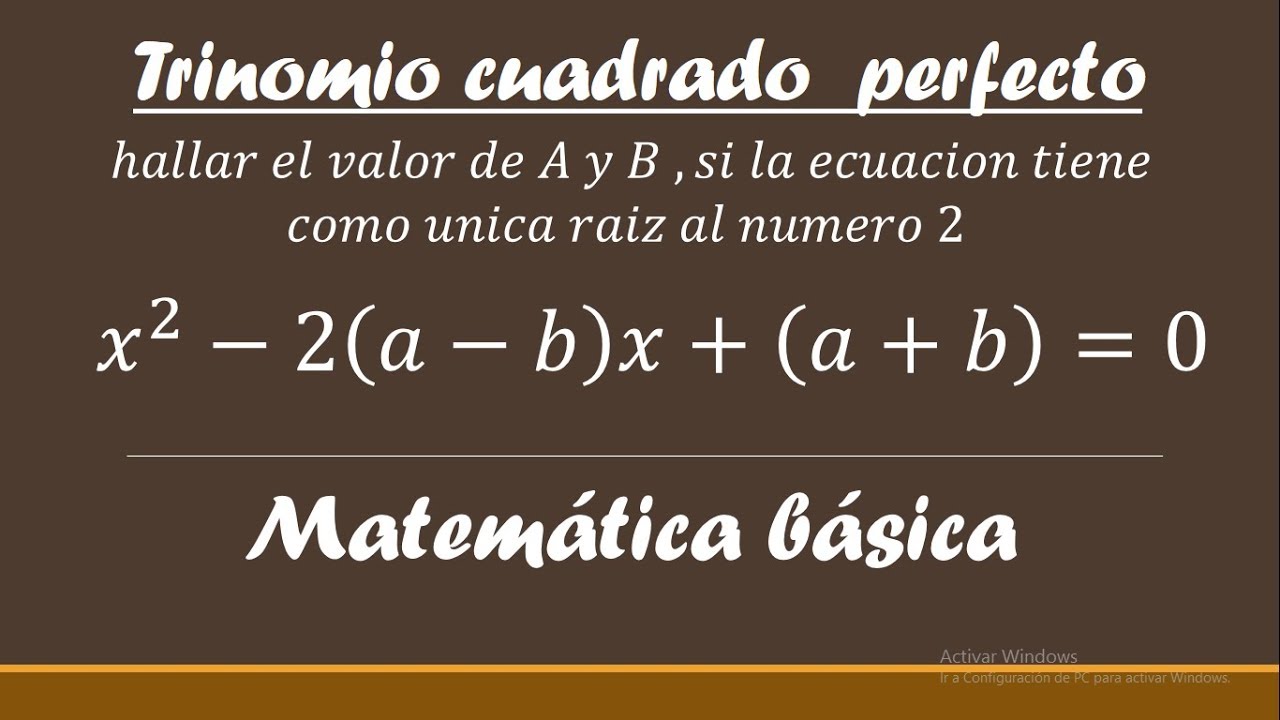 Trinomio cuadrado perfecto
hallar el valor de A y B , si la ecuacion tiene
como unica raiz al numero 2
x² − 2(a − b)x + (a + b) = 0
Matemática básica
Activar Windows
Ir a Configuración de PC para activar Windows.